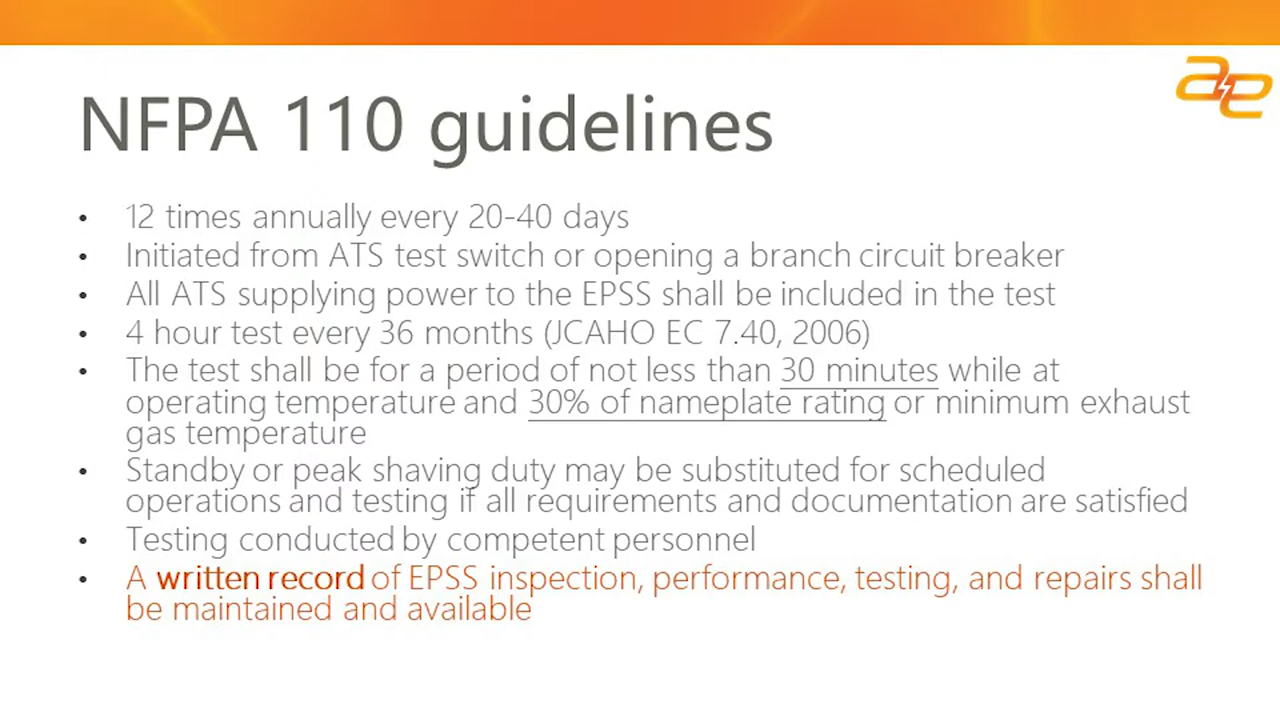 ae
NFPA 110 guidelines
• 12 times annually every 20-40 days
• Initiated from ATS test switch or opening a branch circuit breaker
• All ATS supplying power to the EPSS shall be included in the test
• 4 hour test every 36 months (JCAHO EC 7.40, 2006)
• The test shall be for a period of not less than 30 minutes while at
operating temperature and 30% of nameplate rating or minimum exhaust
gas temperature
• Standby or peak shaving duty may be substituted for scheduled
operations and testing if all requirements and documentation are satisfied
• Testing conducted by competent personnel
• A written record of EPSS inspection, performance, testing, and repairs shall
be maintained and available